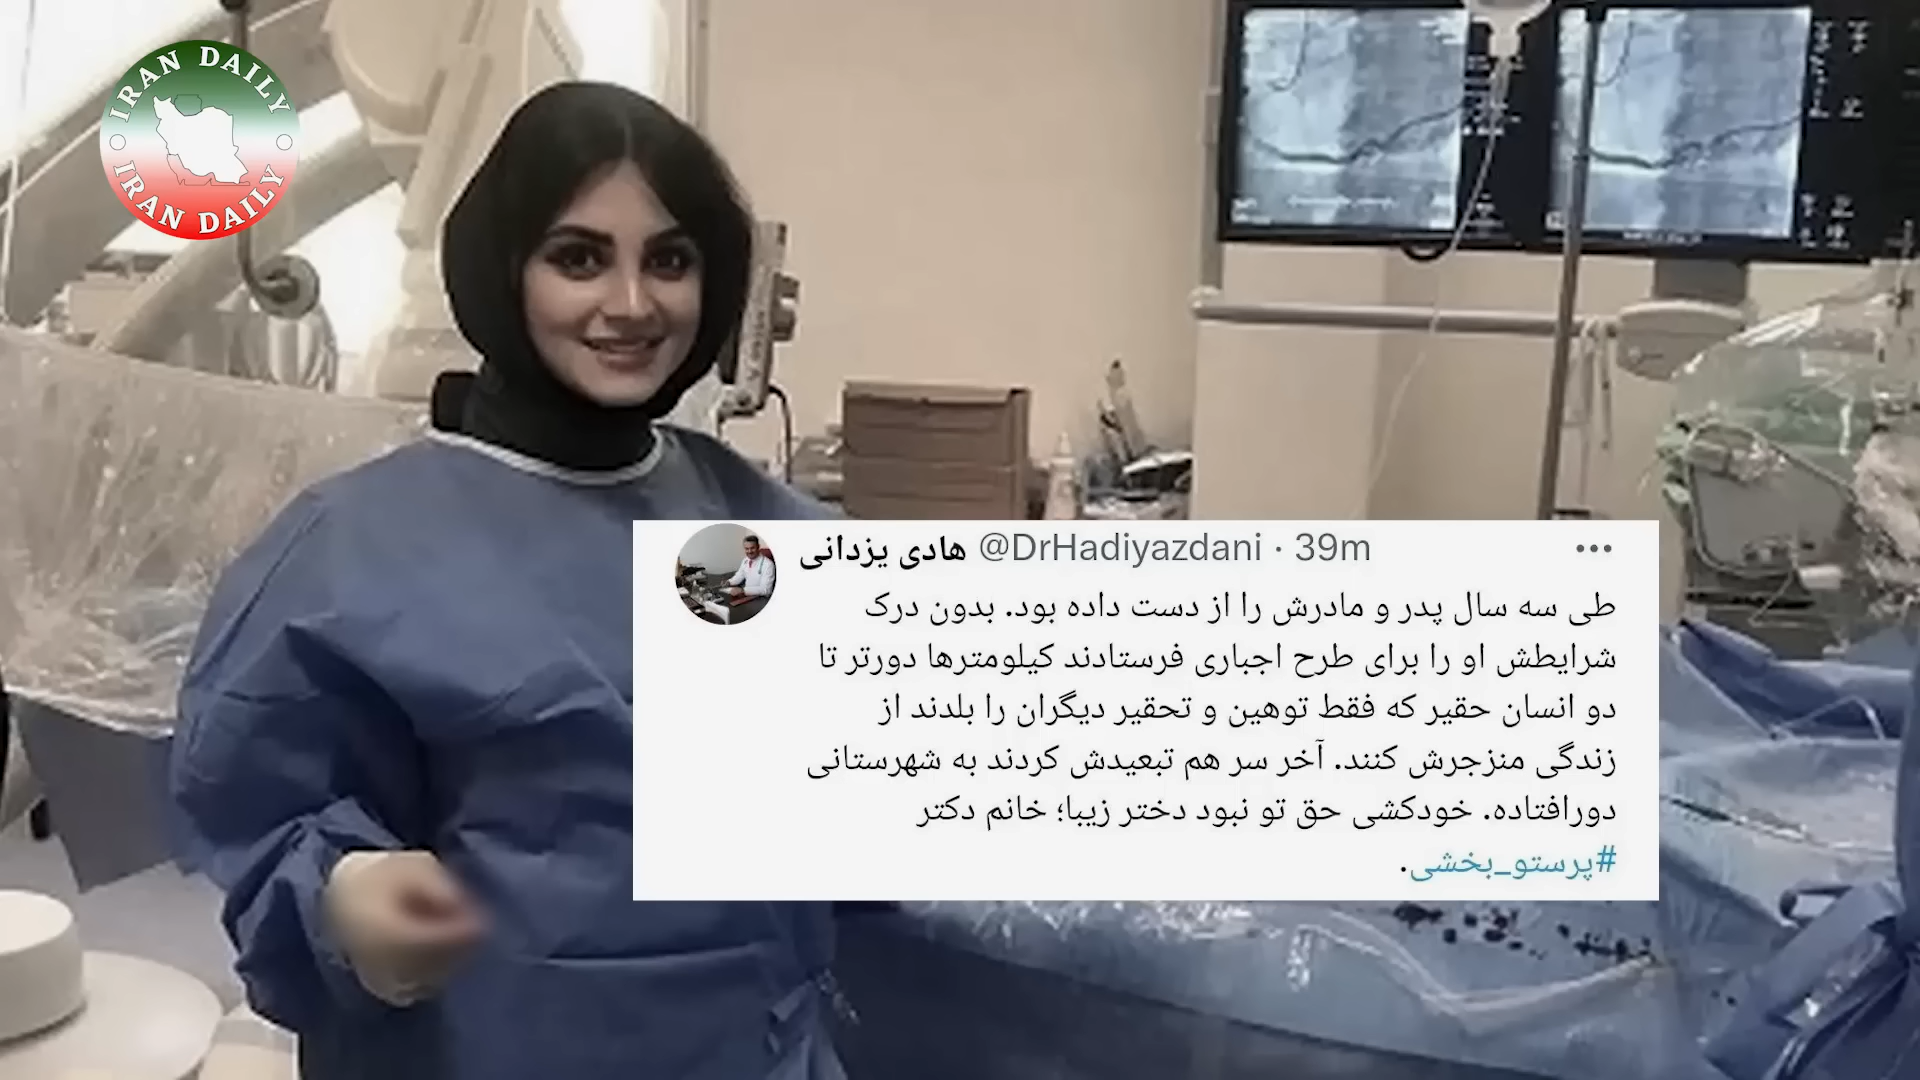 IRAN DAILY
IRAN DAILY
هادی یزدانی @DrHadiyazdani · 39m
طی سه سال پدر و مادرش را از دست داده بود. بدون درک
شرایطش او را برای طرح اجباری فرستادند کیلومترها دورتر تا
دو انسان حقیر که فقط توهین و تحقیر دیگران را بلدند از
زندگی منزجرش کنند. آخر سر هم تبعیدش کردند به شهرستانی
دورافتاده. خودکشی حق تو نبود دختر زیبا؛ خانم دکتر
#پرستو_بخشی.